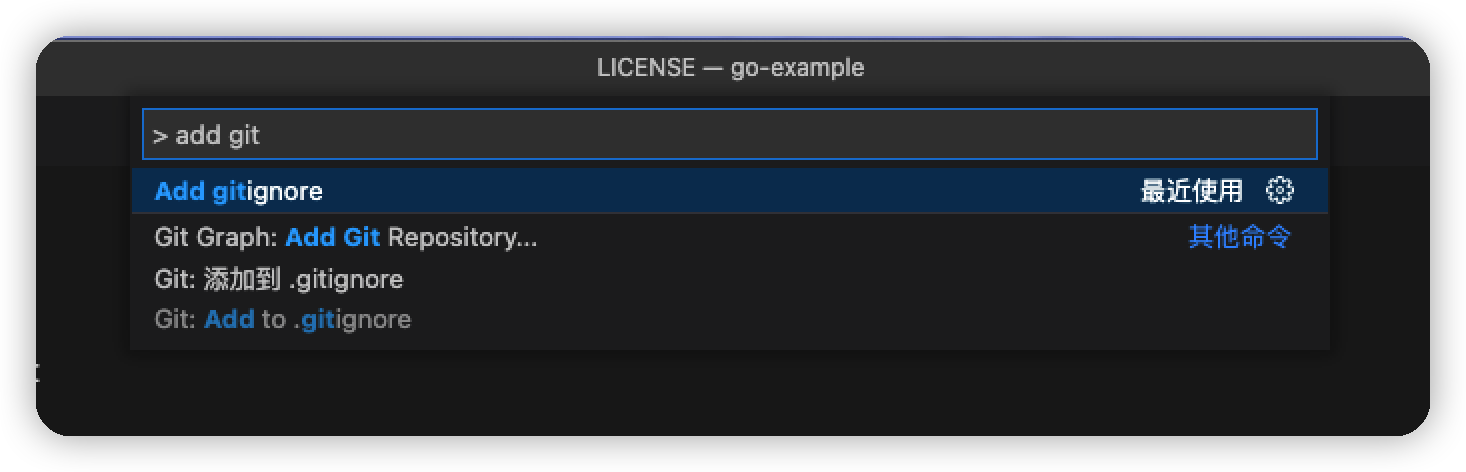 LICENSE — go-example
> add git
Add gitignore 最近使用
Git Graph: Add Git Repository... 其他命令
Git: 添加到 .gitignore
Git: Add to .gitignore